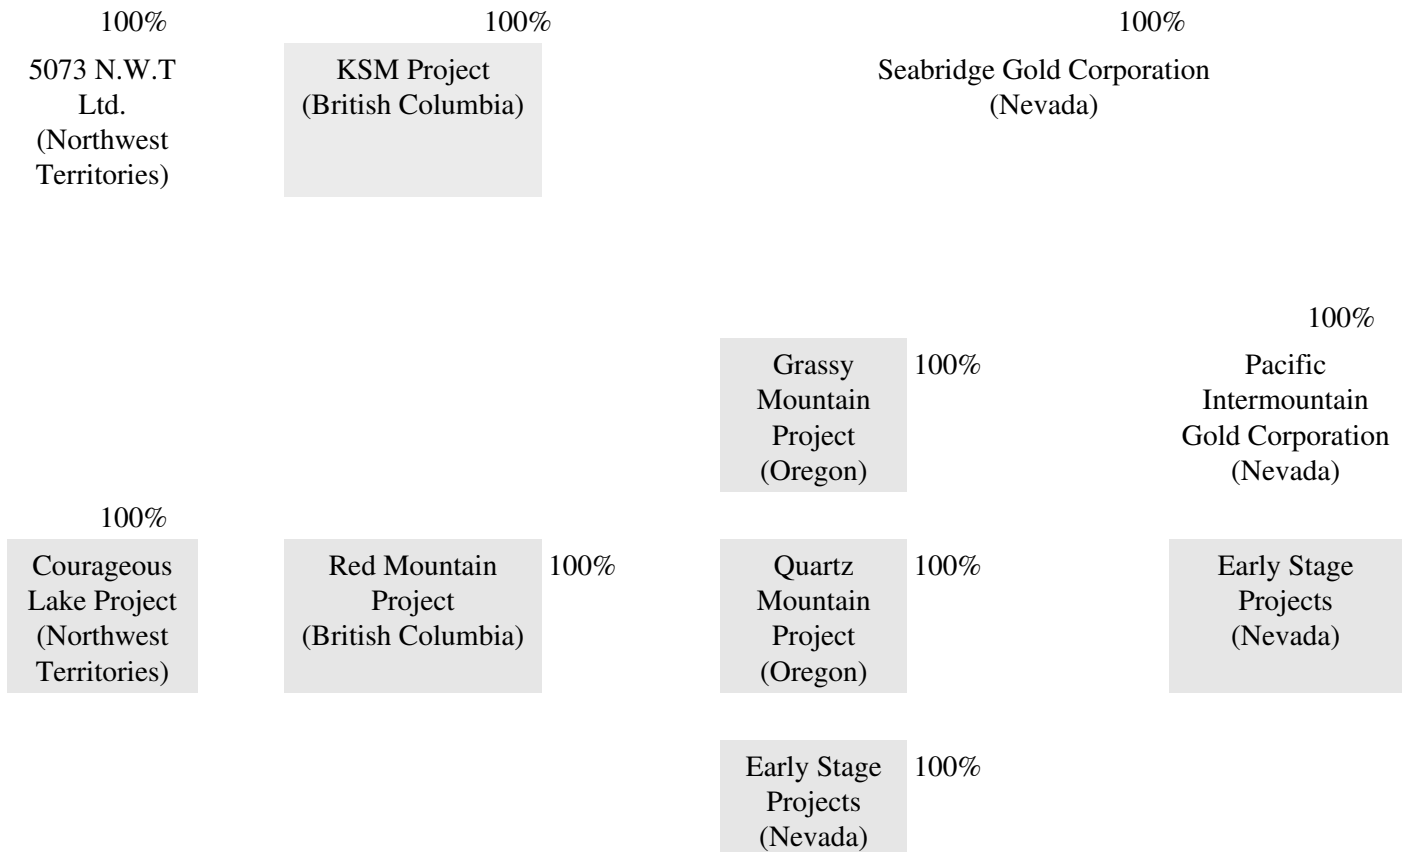 100%
100%
100%
5073 N.W.T
Ltd.
(Northwest
Territories)
KSM Project
(British Columbia)
Seabridge Gold Corporation
(Nevada)
100%
Grassy
Mountain
Project
(Oregon)
100%
Pacific
Intermountain
Gold Corporation
(Nevada)
100%
Courageous
Lake Project
(Northwest
Territories)
Red Mountain
Project
(British Columbia)
100%
Quartz
Mountain
Project
(Oregon)
100%
Early Stage
Projects
(Nevada)
Early Stage
Projects
(Nevada)
100%